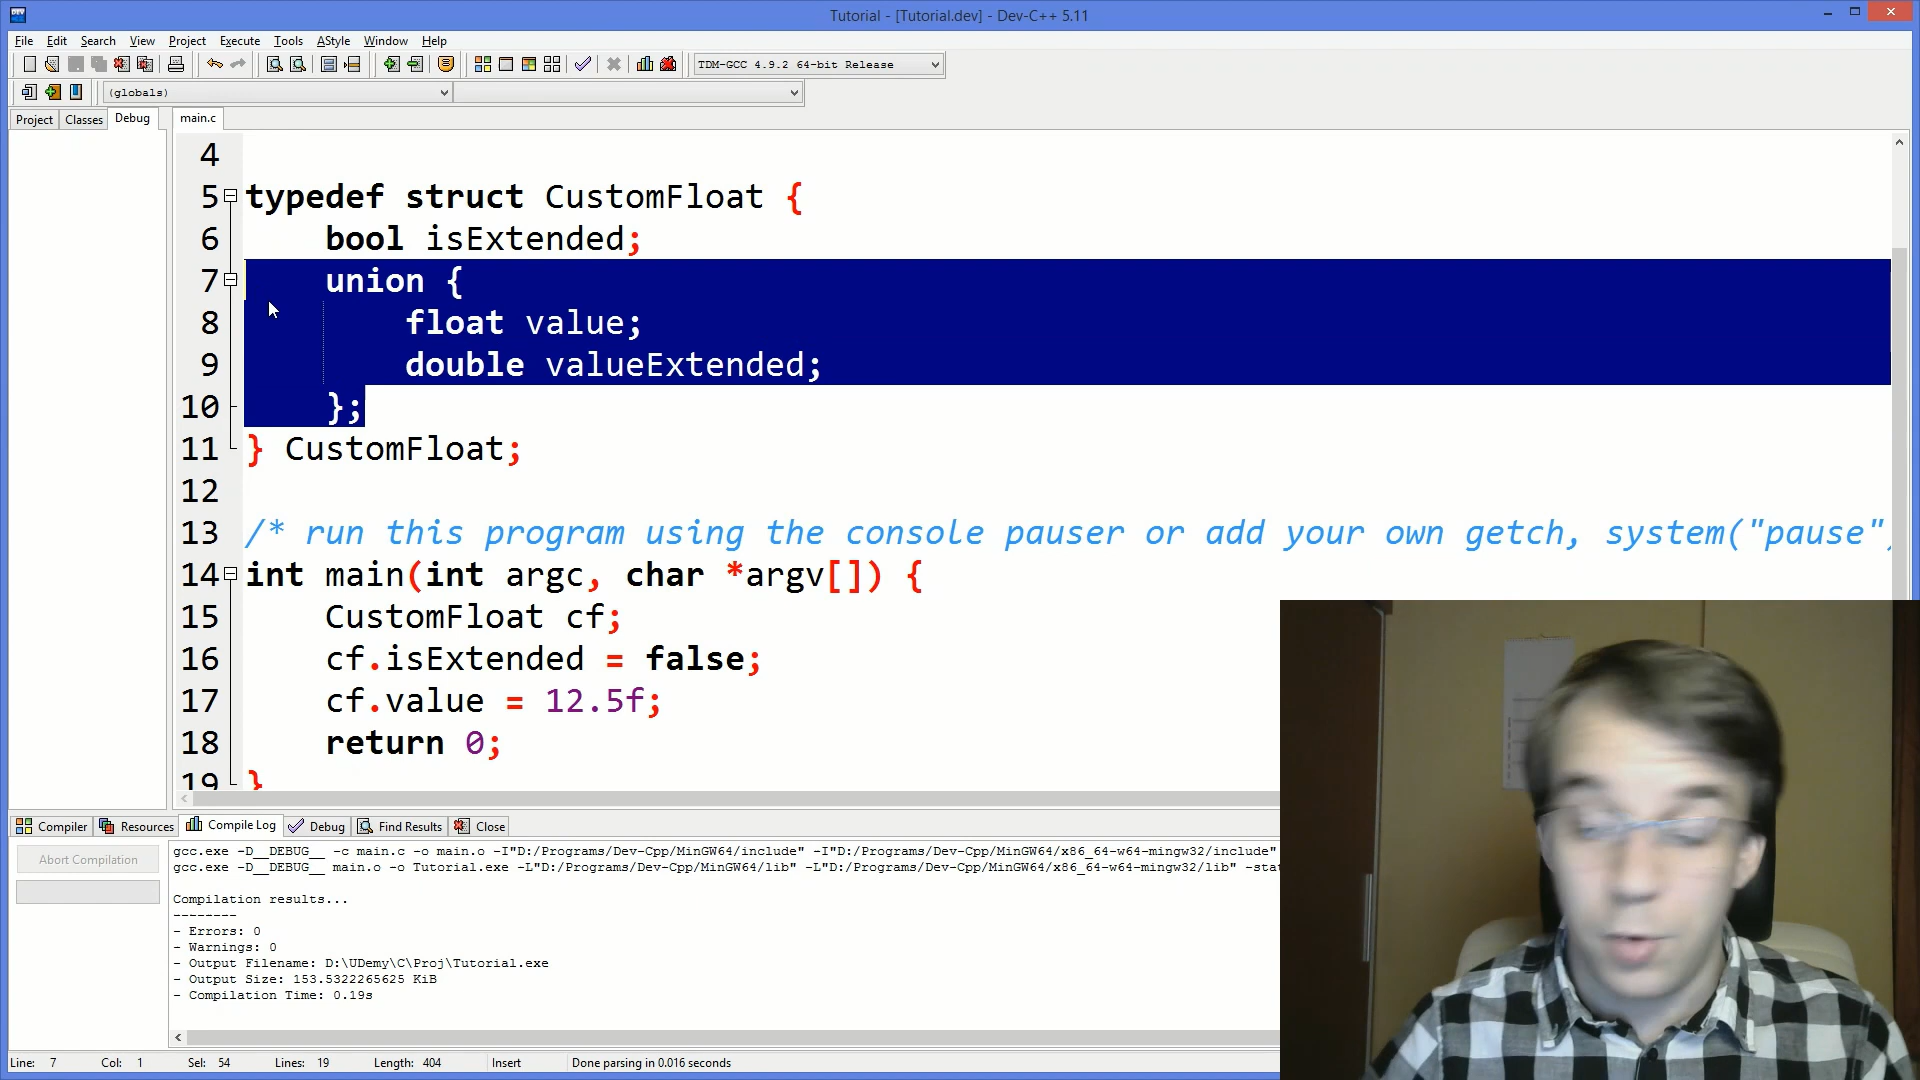 Tutorial - [Tutorial.dev] - Dev-C++ 5.11
File Edit Search View Project Execute Tools AStyle Window Help
TDM-GCC 4.9.2 64-bit Release
(globals)
Project Classes Debug main.c
4
5 typedef struct CustomFloat {
6 bool isExtended;
7 union {
8 float value;
9 double valueExtended;
10 };
11 } CustomFloat;
12
13 /* run this program using the console pauser or add your own getch, system("pause")
14 int main(int argc, char *argv[]) {
15 CustomFloat cf;
16 cf.isExtended = false;
17 cf.value = 12.5f;
18 return 0;
19 }
Compiler Resources Compile Log Debug Find Results Close
Abort Compilation
gcc.exe -D__DEBUG__ -c main.c -o main.o -I"D:/Programs/Dev-Cpp/MinGW64/include" -I"D:/Programs/Dev-Cpp/MinGW64/x86_64-w64-mingw32/include"
gcc.exe -D__DEBUG__ main.o -o Tutorial.exe -L"D:/Programs/Dev-Cpp/MinGW64/lib" -L"D:/Programs/Dev-Cpp/MinGW64/x86_64-w64-mingw32/lib" -sta
Compilation results...
--------
- Errors: 0
- Warnings: 0
- Output Filename: D:\UDemy\C\Proj\Tutorial.exe
- Output Size: 153.5322265625 KiB
- Compilation Time: 0.19s
Line: 7 Col: 1 Sel: 54 Lines: 19 Length: 404 Insert Done parsing in 0.016 seconds